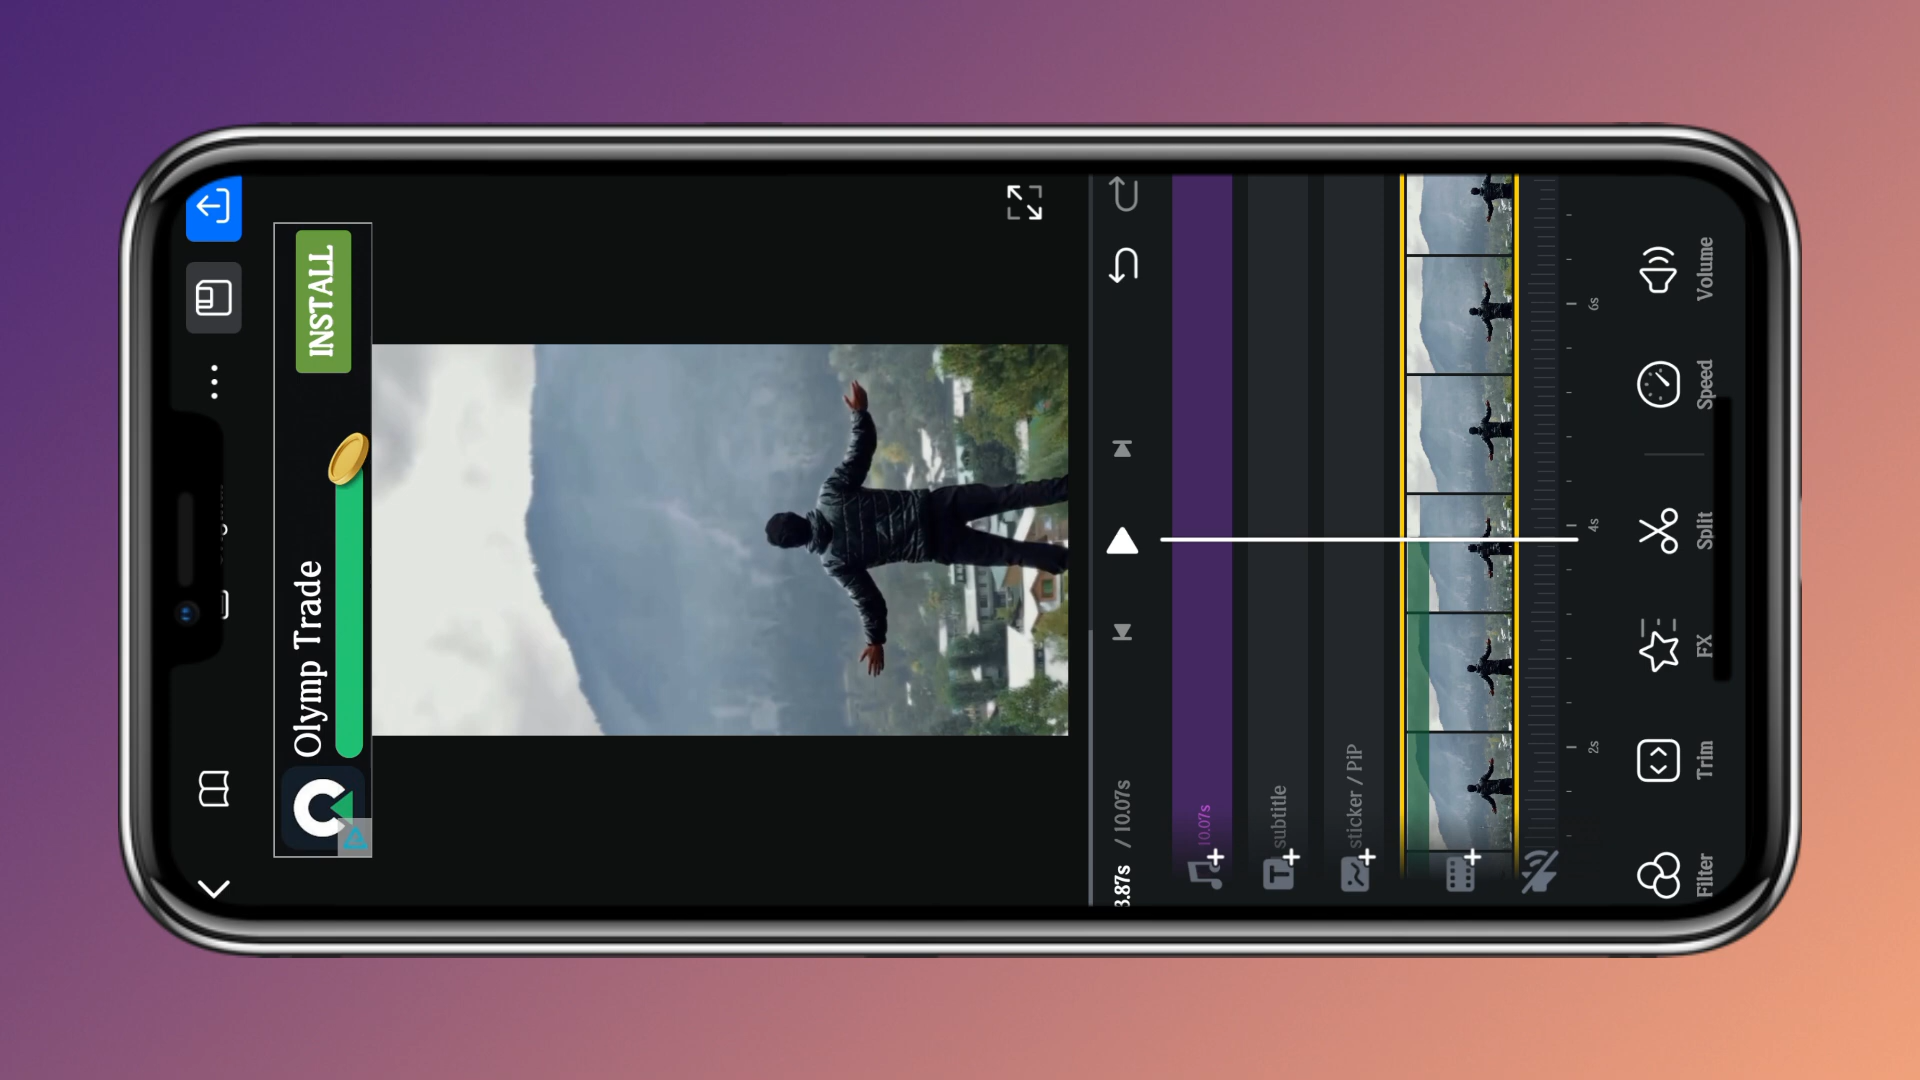 Olymp Trade
INSTALL
3.87s / 10.07s
10.07s
subtitle
sticker / PiP
2s
4s
6s
Filter
Trim
FX
Split
Speed
Volume